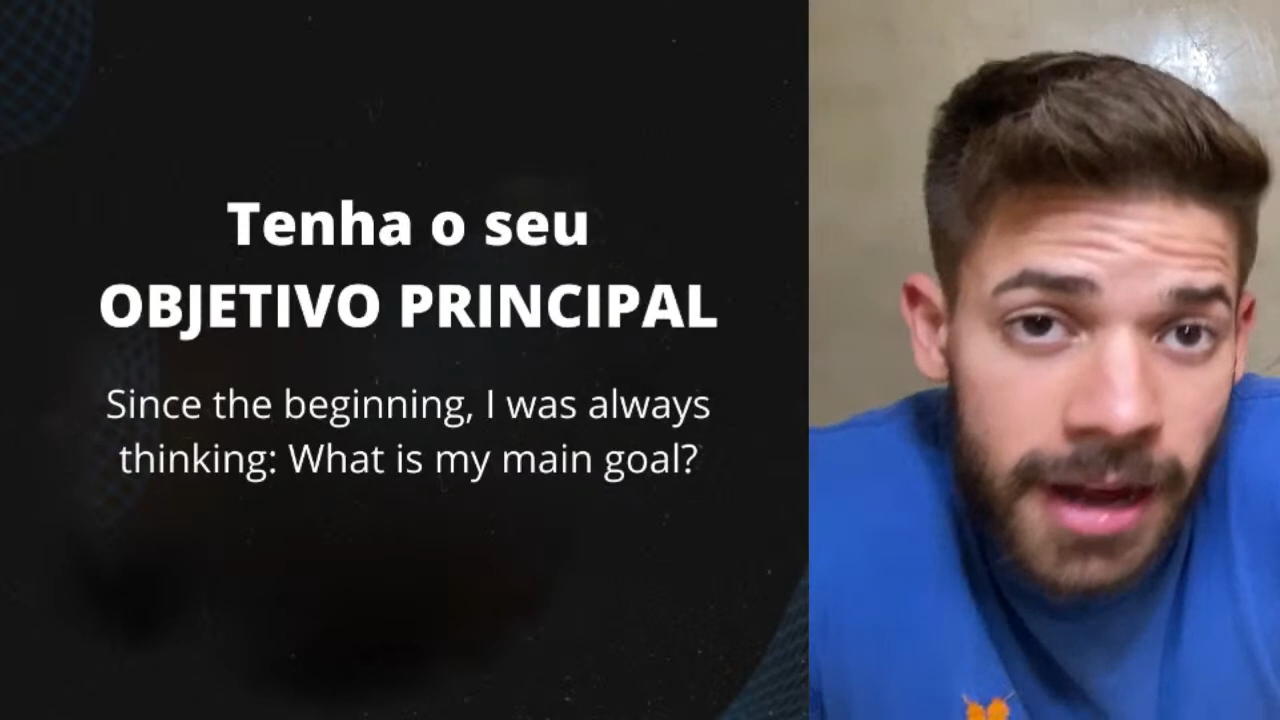 Tenha o seu
OBJETIVO PRINCIPAL
Since the beginning, I was always
thinking: What is my main goal?